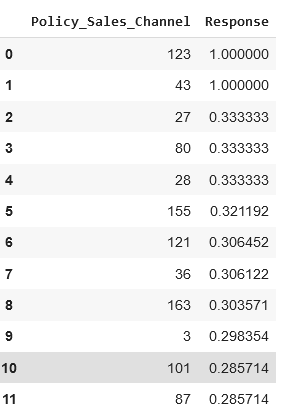 Policy_Sales_Channel Response
0 123 1.000000
1 43 1.000000
2 27 0.333333
3 80 0.333333
4 28 0.333333
5 155 0.321192
6 121 0.306452
7 36 0.306122
8 163 0.303571
9 3 0.298354
10 101 0.285714
11 87 0.285714